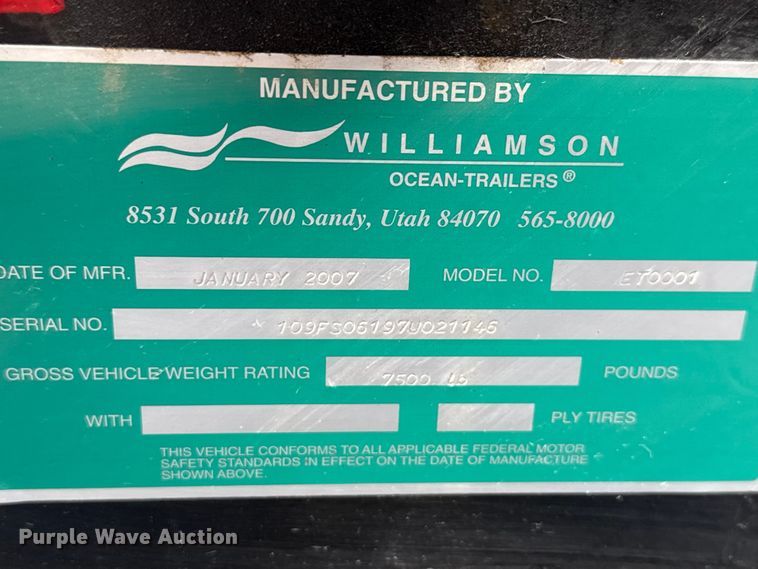 MANUFACTURED BY
WILLIAMSON
OCEAN-TRAILERS®
8531 South 700 Sandy, Utah 84070 565-8000
DATE OF MFR. JANUARY 2007 MODEL NO. ET0001
SERIAL NO. 109FS06197U021146
GROSS VEHICLE WEIGHT RATING 7500 LB POUNDS
WITH PLY TIRES
THIS VEHICLE CONFORMS TO ALL APPLICABLE FEDERAL MOTOR
SAFETY STANDARDS IN EFFECT ON THE DATE OF MANUFACTURE
SHOWN ABOVE.
Purple Wave Auction